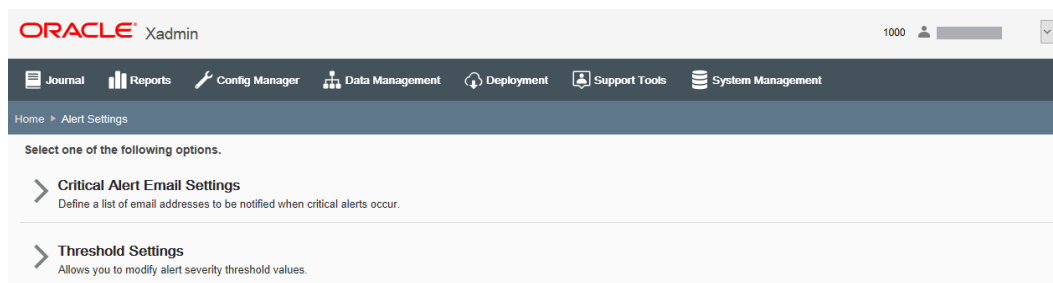 ORACLE® Xadmin
1000
Journal Reports Config Manager Data Management Deployment Support Tools System Management
Home ▸ Alert Settings
Select one of the following options.
Critical Alert Email Settings
Define a list of email addresses to be notified when critical alerts occur.
Threshold Settings
Allows you to modify alert severity threshold values.